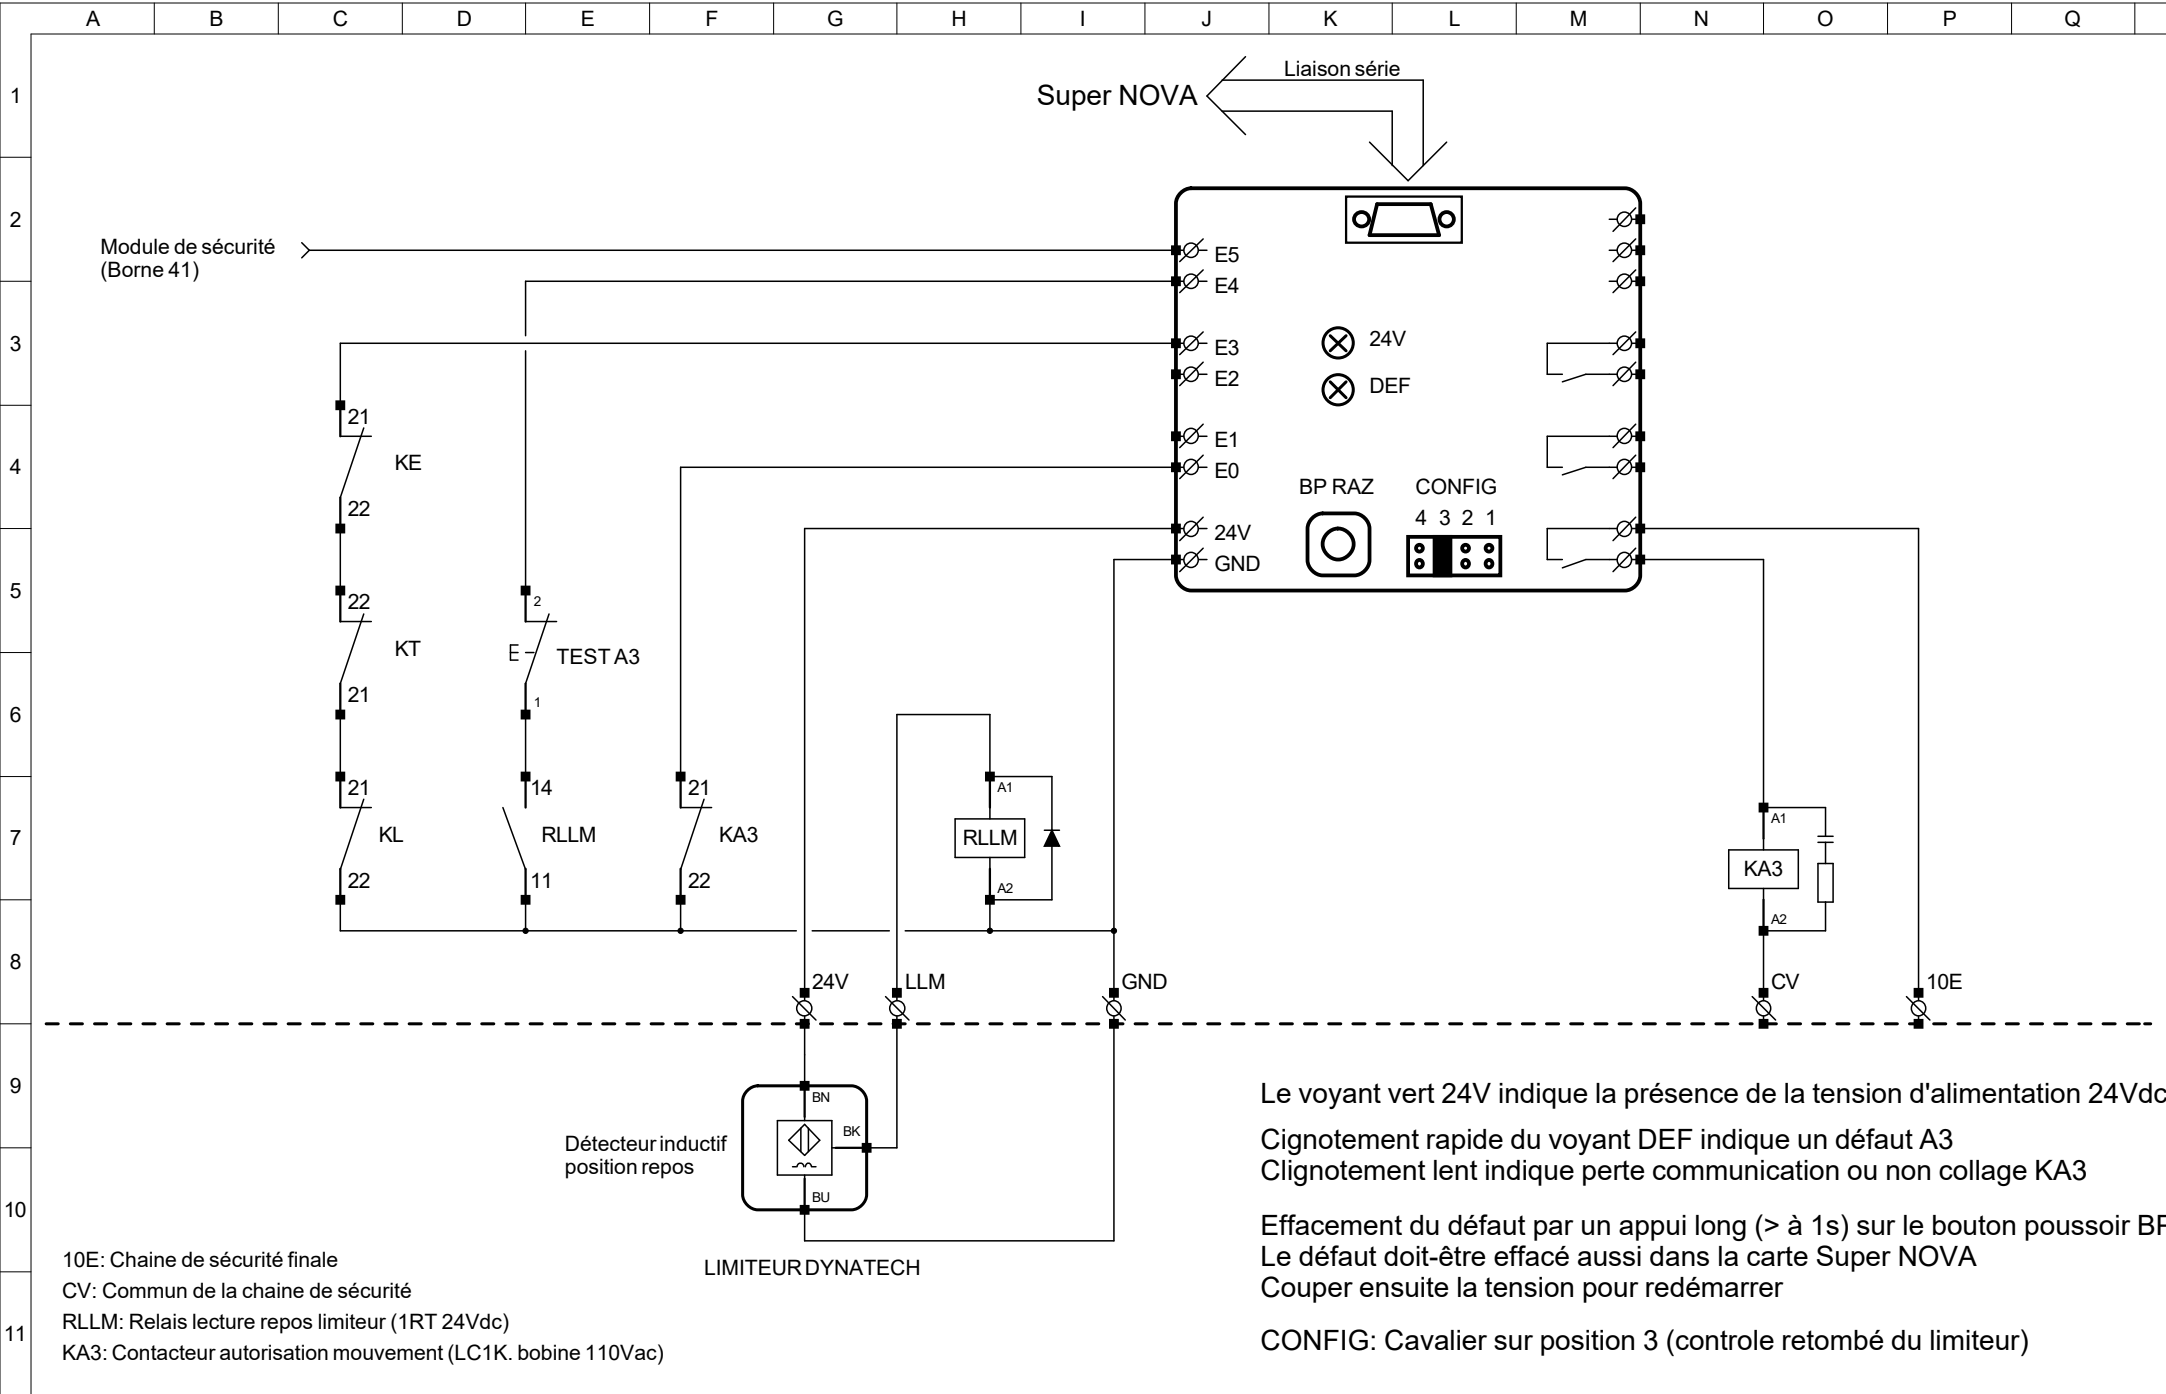 A B C D E F G H I J K L M N O P Q
1
Liaison série
Super NOVA
2
Module de sécurité
(Borne 41)
E5
E4
3
E3
24V
E2
DEF
21
E1
4
KE
E0
BP RAZ CONFIG
22
4 3 2 1
24V
GND
5
22
2
KT
E
TEST A3
21
1
6
21
14
21
A1
A1
7
KL
RLLM
KA3
RLLM
KA3
22
11
22
A2
A2
8
24V
LLM
GND
CV
10E
9
BN
Le voyant vert 24V indique la présence de la tension d'alimentation 24Vdc
BK
Détecteur inductif
position repos
Cignotement rapide du voyant DEF indique un défaut A3
Clignotement lent indique perte communication ou non collage KA3
BU
10
Effacement du défaut par un appui long (> à 1s) sur le bouton poussoir
Le défaut doit-être effacé aussi dans la carte Super NOVA
Couper ensuite la tension pour redémarrer
LIMITEUR DYNATECH
10E: Chaine de sécurité finale
CV: Commun de la chaine de sécurité
RLLM: Relais lecture repos limiteur (1RT 24Vdc)
11
KA3: Contacteur autorisation mouvement (LC1K. bobine 110Vac)
CONFIG: Cavalier sur position 3 (controle retombé du limiteur)